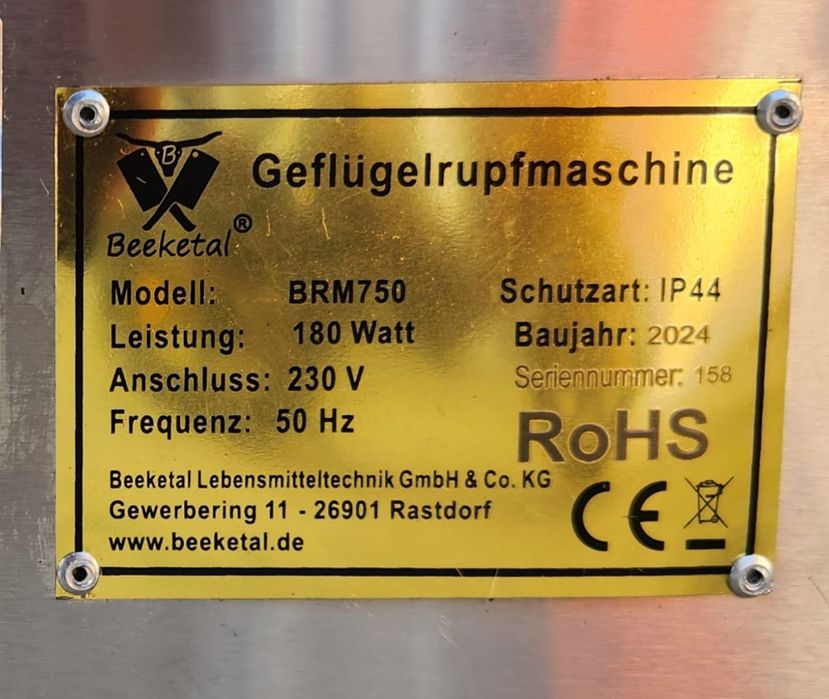 B
Beeketal®
Geflügelrupfmaschine
Modell: BRM750
Leistung: 180 Watt
Anschluss: 230 V
Frequenz: 50 Hz
Schutzart: IP44
Baujahr: 2024
Seriennummer: 158
RoHS
Beeketal Lebensmitteltechnik GmbH & Co. KG
Gewerbering 11 - 26901 Rastdorf
www.beeketal.de
CE